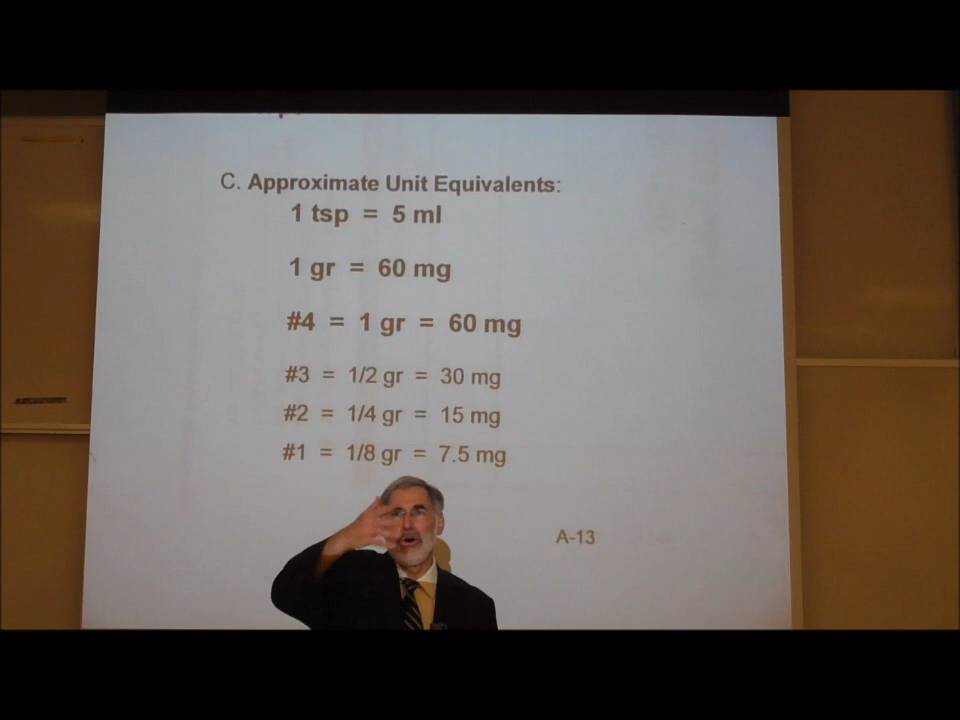 C. Approximate Unit Equivalents:
1 tsp = 5 ml
1 gr = 60 mg
#4 = 1 gr = 60 mg
#3 = 1/2 gr = 30 mg
#2 = 1/4 gr = 15 mg
#1 = 1/8 gr = 7.5 mg
A-13